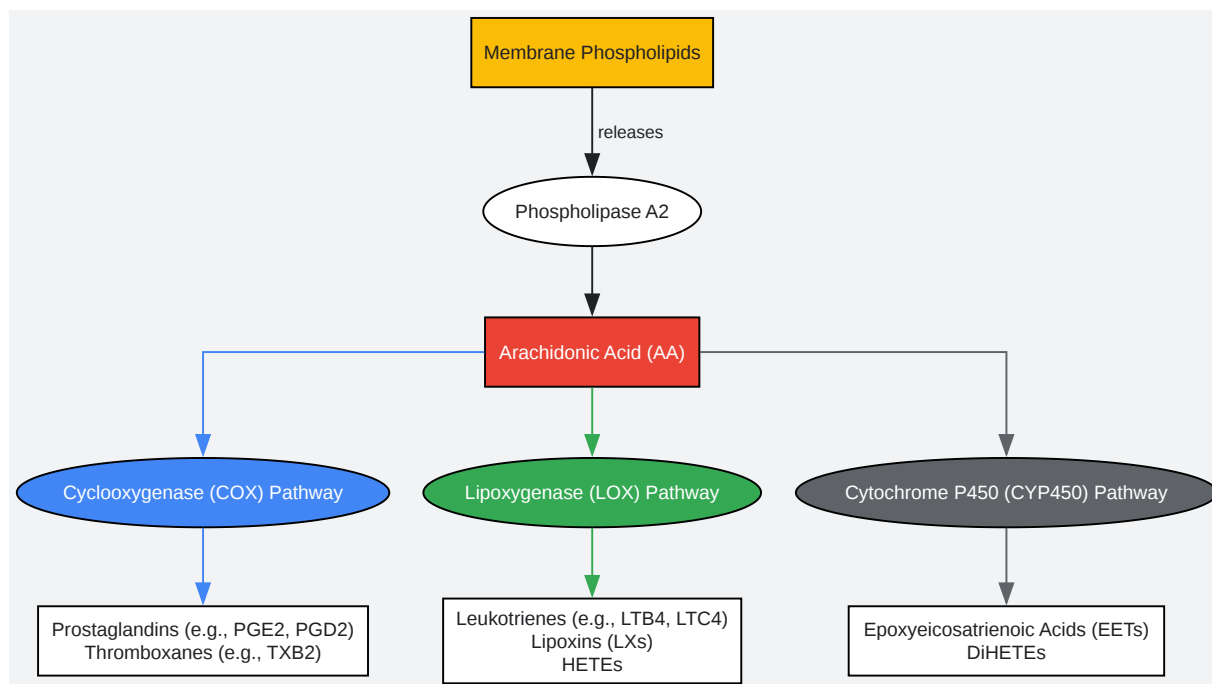 Membrane Phospholipids
releases
Phospholipase A2
Arachidonic Acid (AA)
Cyclooxygenase (COX) Pathway
Lipoxygenase (LOX) Pathway
Cytochrome P450 (CYP450) Pathway
Prostaglandins (e.g., PGE2, PGD2)
Thromboxanes (e.g., TXB2)
Leukotrienes (e.g., LTB4, LTC4)
Lipoxins (LXs)
HETEs
Epoxyeicosatrienoic Acids (EETs)
DiHETEs